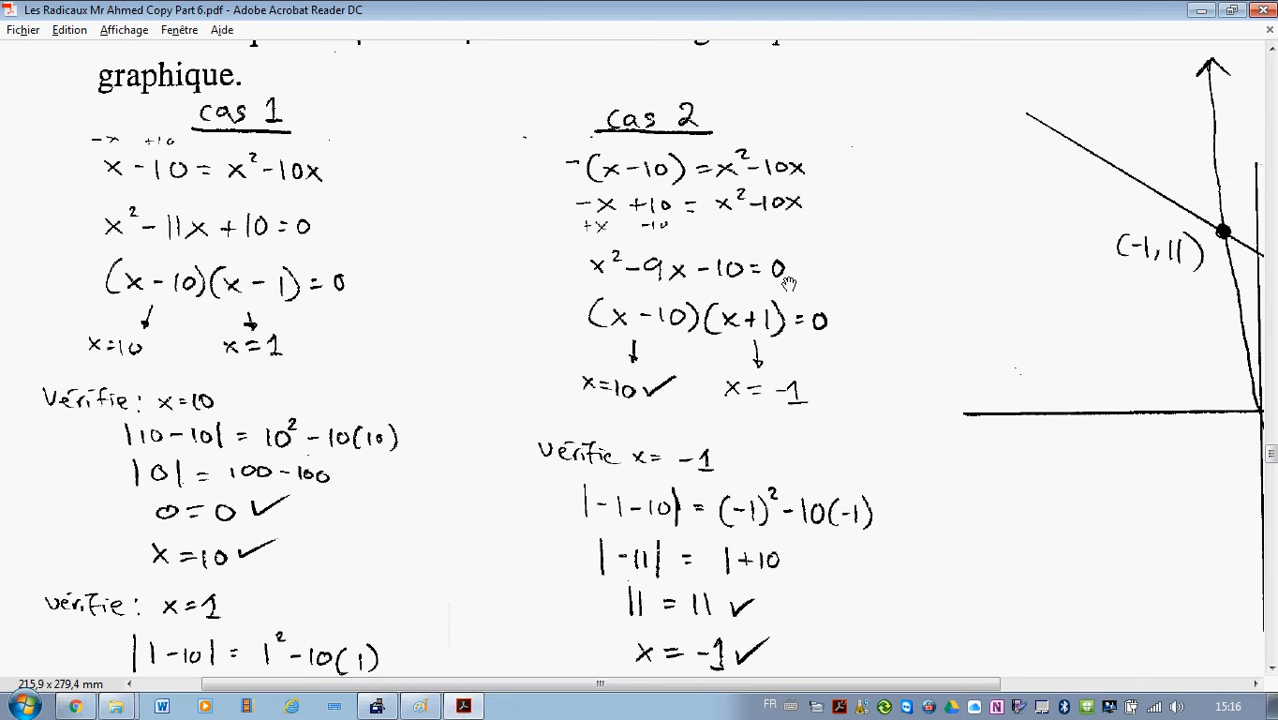 Les Radicaux Mr Ahmed Copy Part 6.pdf - Adobe Acrobat Reader DC
Fichier Edition Affichage Fenêtre Aide
graphique.
cas 1
-x +10
x - 10 = x² - 10x
x² - 11x + 10 = 0
(x - 10)(x - 1) = 0
x=10 x = 1
Vérifie: x=10
|10 - 10| = 10² - 10(10)
|0| = 100 - 100
0 = 0 ✓
x = 10 ✓
Vérifie: x = 1
|1 - 10| = 1² - 10(1)
cas 2
-(x - 10) = x² - 10x
-x + 10 = x² - 10x
+x -10
x² - 9x - 10 = 0
(x - 10)(x + 1) = 0
x=10 ✓ x = -1
Vérifie x = -1
|-1 - 10| = (-1)² - 10(-1)
|-11| = 1 + 10
11 = 11 ✓
x = -1 ✓
(-1, 11)
215,9 x 279,4 mm
FR 15:16